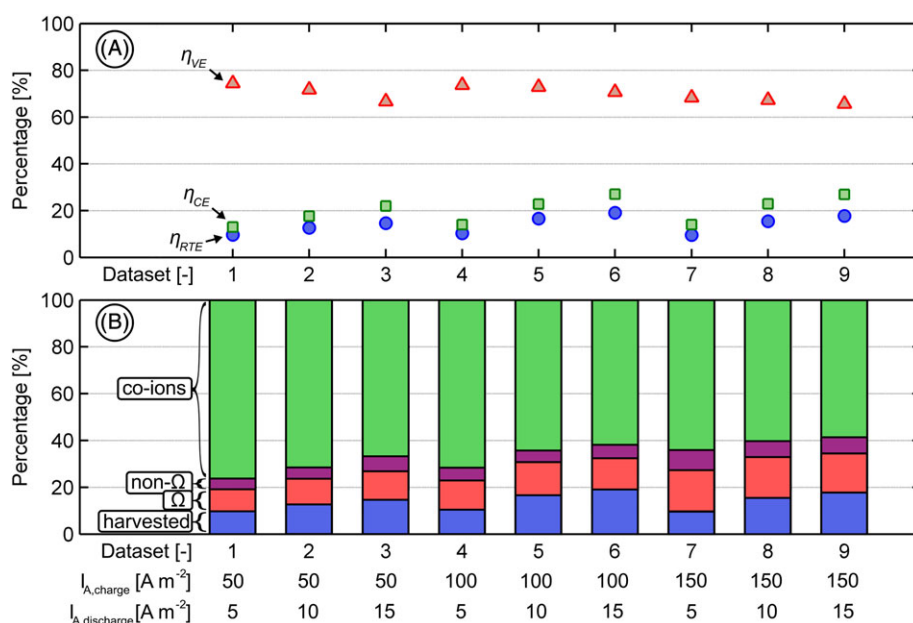 (A)
100
80
60
40
20
0
Percentage [%]
η_VE
η_CE
η_RTE
Dataset [-] 1 2 3 4 5 6 7 8 9
(B)
100
80
60
40
20
0
Percentage [%]
co-ions
non-Ω
Ω
harvested
Dataset [-] 1 2 3 4 5 6 7 8 9
I_A,charge [A m⁻²] 50 50 50 100 100 100 150 150 150
I_A,discharge [A m⁻²] 5 10 15 5 10 15 5 10 15